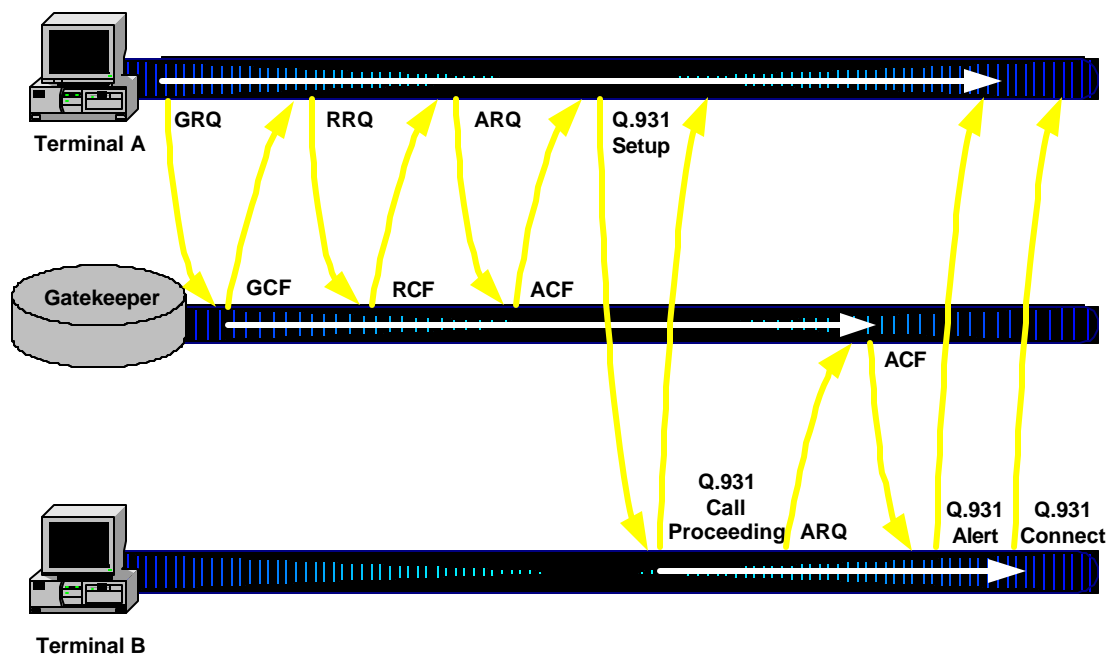 GRQ
RRQ
ARQ
Q.931
Setup
Terminal A
Gatekeeper
GCF
RCF
ACF
ACF
Q.931
Call
Proceeding
ARQ
Q.931
Alert
Q.931
Connect
Terminal B